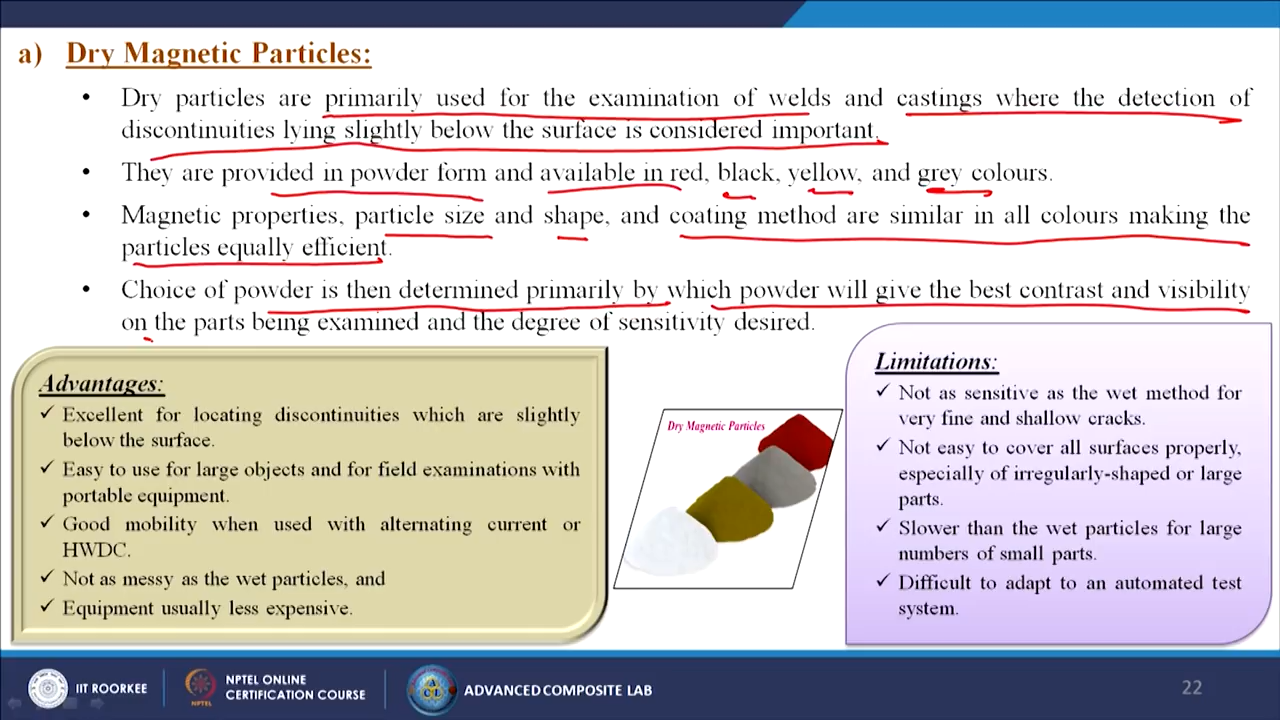 a) Dry Magnetic Particles:
• Dry particles are primarily used for the examination of welds and castings where the detection of
discontinuities lying slightly below the surface is considered important.
• They are provided in powder form and available in red, black, yellow, and grey colours.
• Magnetic properties, particle size and shape, and coating method are similar in all colours making the
particles equally efficient.
• Choice of powder is then determined primarily by which powder will give the best contrast and visibility
on the parts being examined and the degree of sensitivity desired.
Advantages:
✓ Excellent for locating discontinuities which are slightly
below the surface.
✓ Easy to use for large objects and for field examinations with
portable equipment.
✓ Good mobility when used with alternating current or
HWDC.
✓ Not as messy as the wet particles, and
✓ Equipment usually less expensive.
Dry Magnetic Particles
Limitations:
✓ Not as sensitive as the wet method for
very fine and shallow cracks.
✓ Not easy to cover all surfaces properly,
especially of irregularly-shaped or large
parts.
✓ Slower than the wet particles for large
numbers of small parts.
✓ Difficult to adapt to an automated test
system.
IIT ROORKEE
NPTEL
NPTEL ONLINE
CERTIFICATION COURSE
ADVANCED COMPOSITE LAB
22